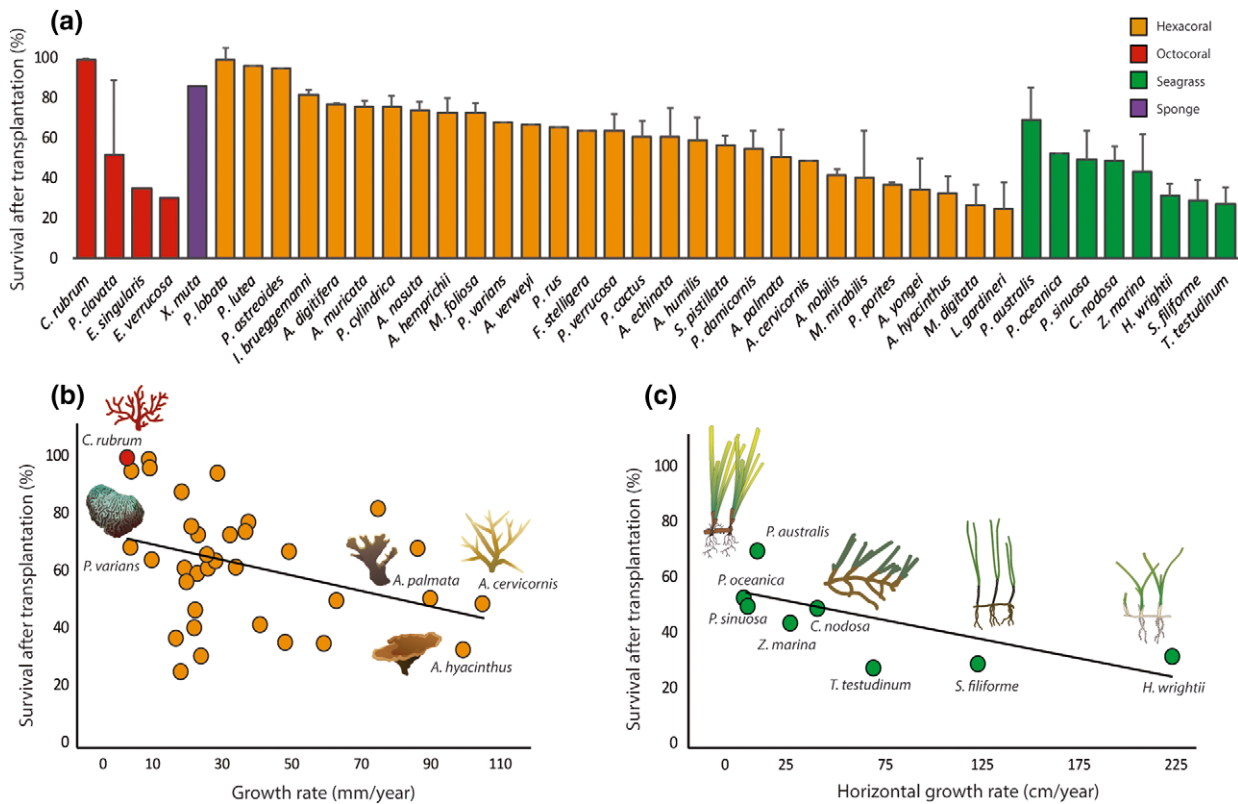 (a)
Survival after transplantation (%)
100
80
60
40
20
0
Hexacoral
Octocoral
Seagrass
Sponge
C. rubrum
P. clavata
E. singularis
E. verrucosa
X. muta
P. lobata
P. lutea
P. astreoides
I. brueggemanni
A. digitifera
A. muricata
P. cylindrica
A. nasuta
A. hemprichii
M. foliosa
P. varians
A. verweyi
P. rus
F. stelligera
P. verrucosa
P. cactus
A. echinata
A. humilis
S. pistillata
P. damicornis
A. palmata
A. cervicornis
A. nobilis
M. mirabilis
P. porites
A. yongei
A. hyacinthus
M. digitata
L. gardineri
P. australis
P. oceanica
P. sinuosa
C. nodosa
Z. marina
H. wrightii
S. filiforme
T. testudinum
(b)
Survival after transplantation (%)
100
80
60
40
20
0
C. rubrum
P. varians
A. palmata
A. cervicornis
A. hyacinthus
0 10 30 50 70 90 110
Growth rate (mm/year)
(c)
Survival after transplantation (%)
100
80
60
40
20
0
P. australis
P. oceanica
P. sinuosa
C. nodosa
Z. marina
T. testudinum
S. filiforme
H. wrightii
0 25 75 125 175 225
Horizontal growth rate (cm/year)